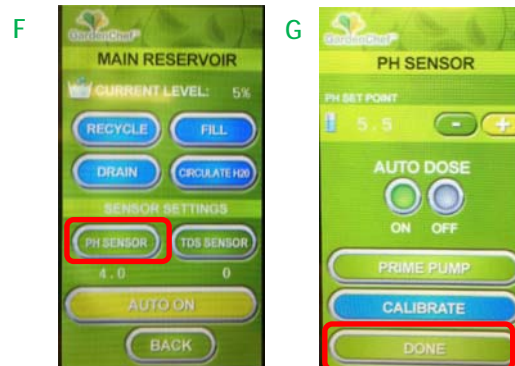 F
GardenChef
MAIN RESERVOIR
CURRENT LEVEL: 5%
RECYCLE FILL
DRAIN CIRCULATE H20
SENSOR SETTINGS
PH SENSOR TDS SENSOR
4.0 0
AUTO ON
BACK
G
GardenChef
PH SENSOR
PH SET POINT
5.5 - +
AUTO DOSE
ON OFF
PRIME PUMP
CALIBRATE
DONE